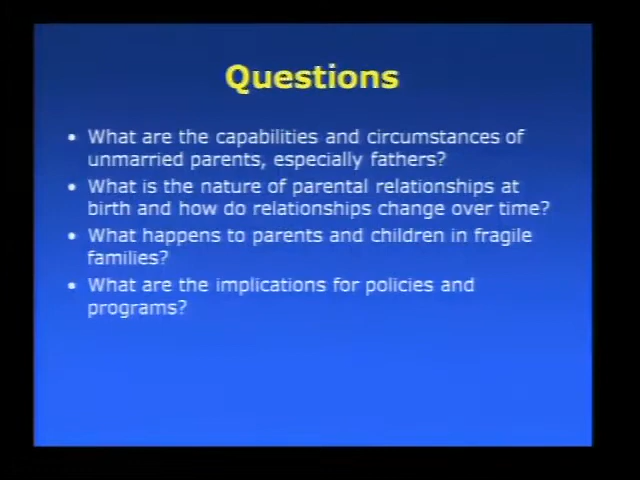 Questions
• What are the capabilities and circumstances of
unmarried parents, especially fathers?
• What is the nature of parental relationships at
birth and how do relationships change over time?
• What happens to parents and children in fragile
families?
• What are the implications for policies and
programs?